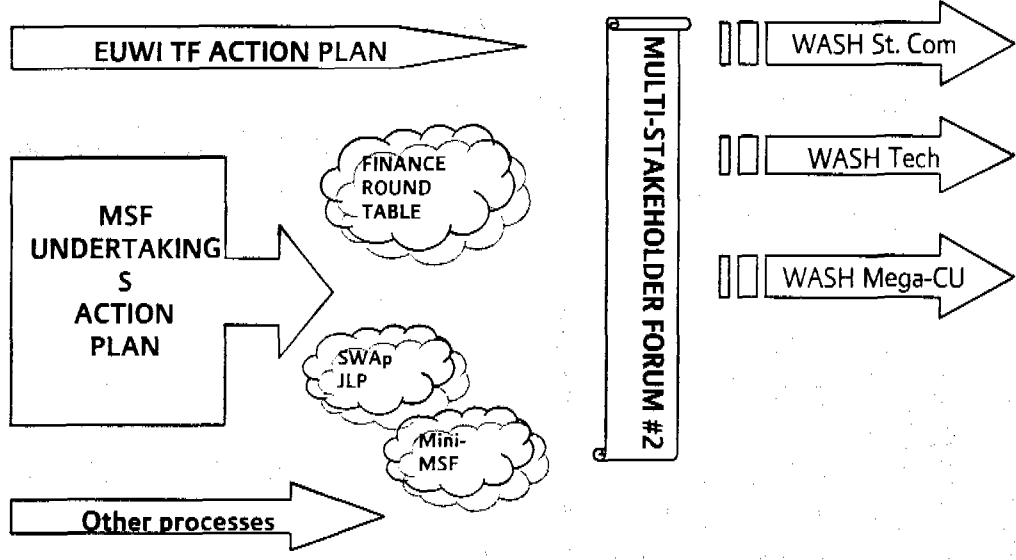 EUWI TF ACTION PLAN
MSF
UNDERTAKING
S
ACTION
PLAN
Other processes
FINANCE
ROUND
TABLE
SWAp
JLP
Mini-
MSF
MULTI-STAKEHOLDER FORUM #2
WASH St. Com
WASH Tech
WASH Mega-CU